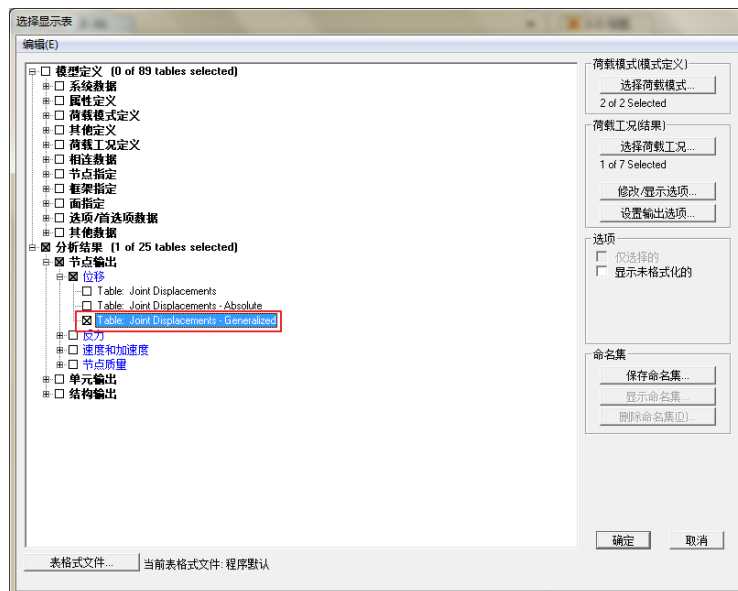 选择显示表
编辑(E)
模型定义 (0 of 89 tables selected)
系统数据
属性定义
荷载模式定义
其他定义
荷载工况定义
相连数据
节点指定
框架指定
面指定
选项/首选项数据
其他数据
分析结果 (1 of 25 tables selected)
节点输出
位移
Table: Joint Displacements
Table: Joint Displacements - Absolute
Table: Joint Displacements - Generalized
反力
速度和加速度
节点质量
单元输出
结构输出
荷载模式(模式定义)
选择荷载模式...
2 of 2 Selected
荷载工况(结果)
选择荷载工况...
1 of 7 Selected
修改/显示选项...
设置输出选项...
选项
仅选择的
显示未格式化的
命名集
保存命名集...
显示命名集...
删除命名集(D)...
确定 取消
表格式文件... 当前表格式文件: 程序默认